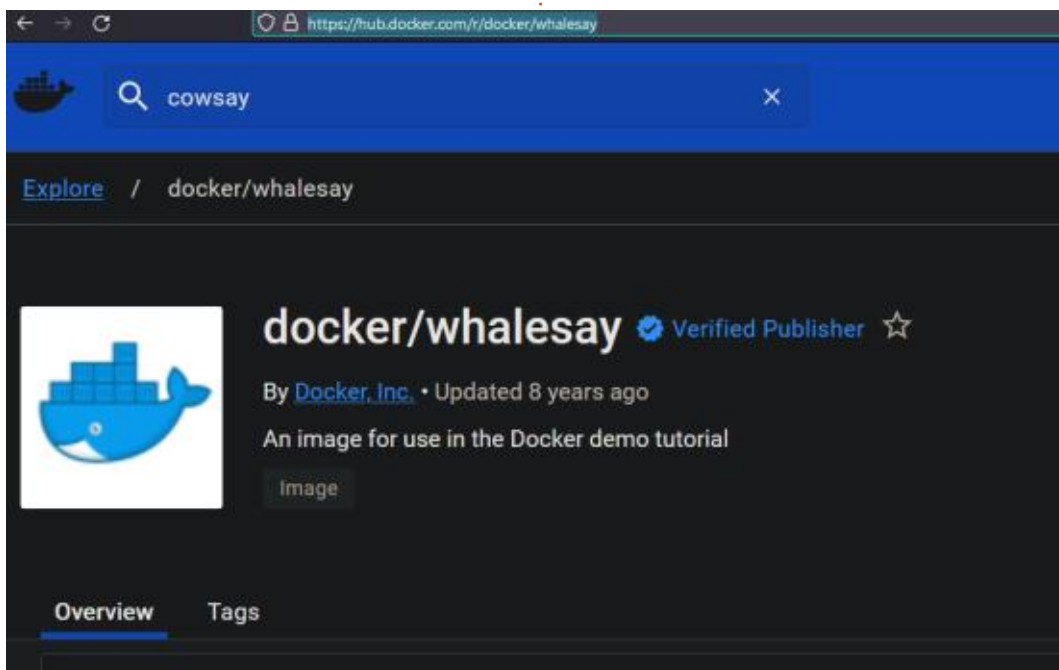 https://hub.docker.com/r/docker/whalesay
cowsay
Explore / docker/whalesay
docker/whalesay Verified Publisher
By Docker, Inc. • Updated 8 years ago
An image for use in the Docker demo tutorial
Image
Overview Tags